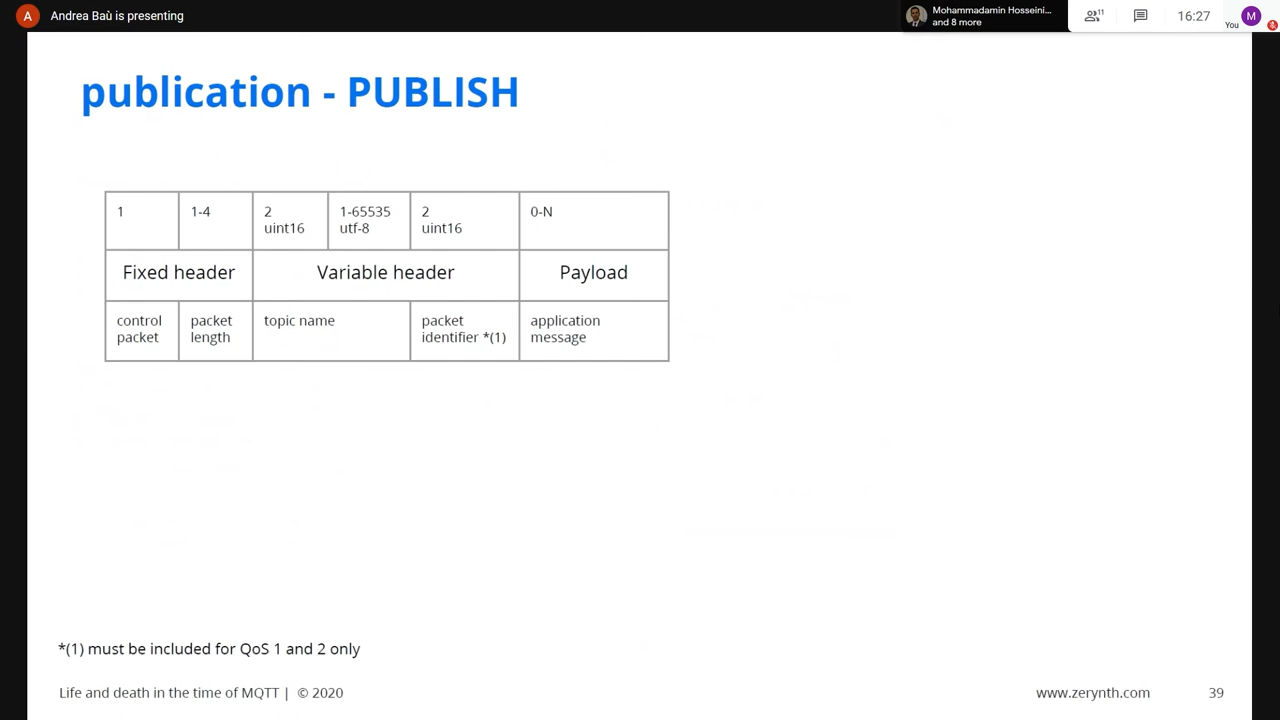 A Andrea Baù is presenting
Mohammadamin Hosseini...
and 8 more
11
16:27
You
M
publication - PUBLISH
1 1-4 2 1-65535 2 0-N
uint16 utf-8 uint16
Fixed header Variable header Payload
control packet topic name packet application
packet length identifier *(1) message
*(1) must be included for QoS 1 and 2 only
Life and death in the time of MQTT | © 2020
www.zerynth.com
39